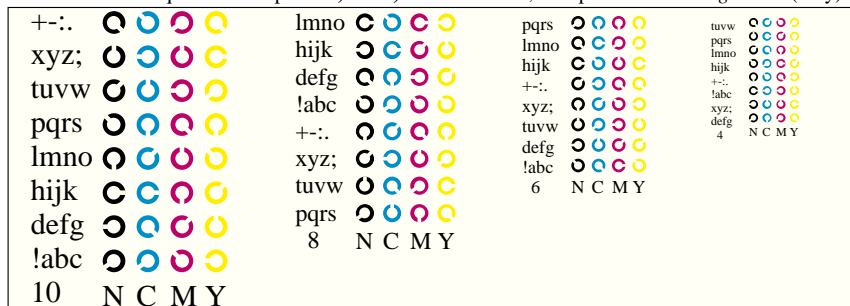 +-:.
xyz;
tuvw
pqrs
lmno
hijk
defg
!abc
10 N C M Y
lmno
hijk
defg
!abc
+-:.
xyz;
tuvw
pqrs
8 N C M Y
pqrs
lmno
hijk
+-:.
xyz;
tuvw
defg
!abc
6 N C M Y
tuvw
pqrs
lmno
hijk
+-:.
!abc
xyz;
defg
4 N C M Y